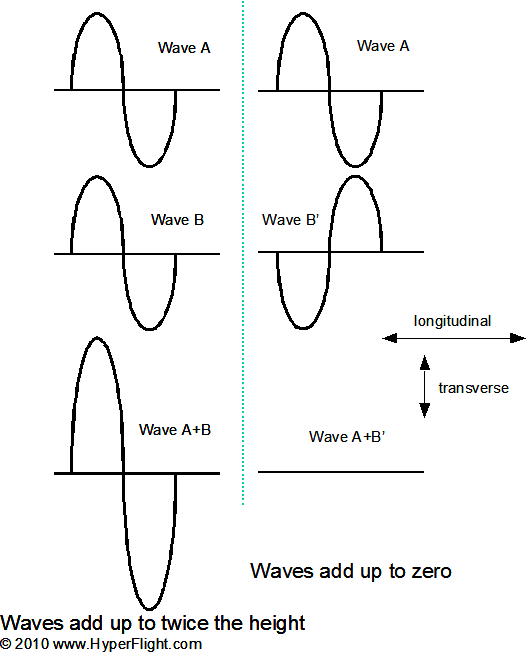 Wave A
Wave A
Wave B
Wave B'
longitudinal
transverse
Wave A+B
Wave A+B'
Waves add up to zero
Waves add up to twice the height
© 2010 www.HyperFlight.com